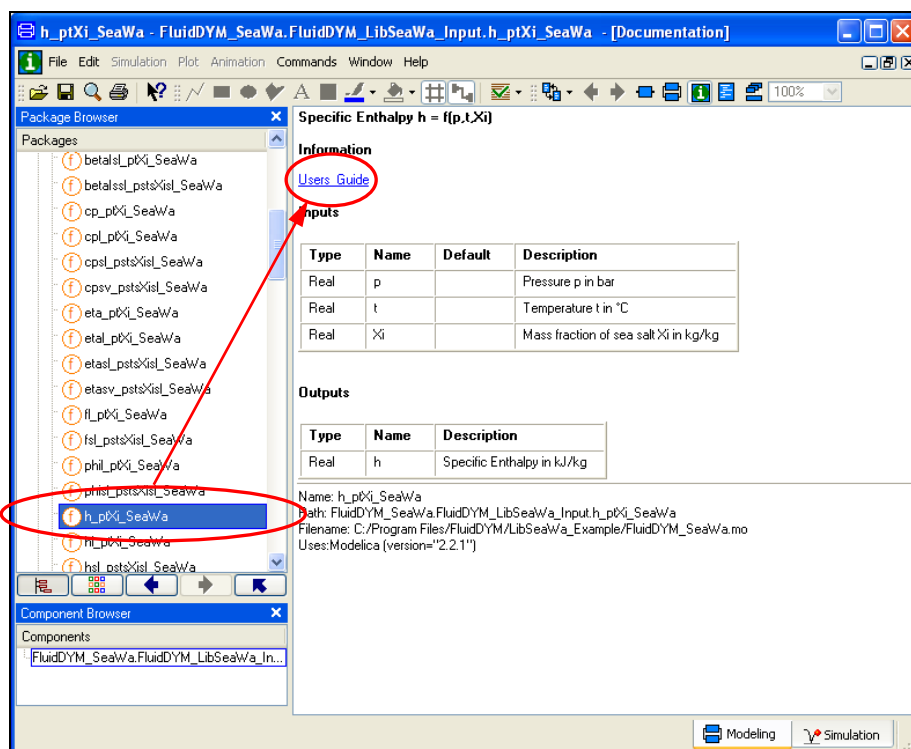 h_ptXi_SeaWa - FluidDYM_SeaWa.FluidDYM_LibSeaWa_Input.h_ptXi_SeaWa - [Documentation]
File Edit Simulation Plot Animation Commands Window Help
100%
Package Browser
Packages
betalsl_ptXi_SeaWa
betalssl_pstsXisl_SeaWa
cp_ptXi_SeaWa
cpl_ptXi_SeaWa
cpsl_pstsXisl_SeaWa
cpsv_pstsXisl_SeaWa
eta_ptXi_SeaWa
etal_ptXi_SeaWa
etasl_pstsXisl_SeaWa
etasv_pstsXisl_SeaWa
fl_ptXi_SeaWa
fsl_pstsXisl_SeaWa
phil_ptXi_SeaWa
phisl_pstsXisl_SeaWa
h_ptXi_SeaWa
hl_ptXi_SeaWa
hsl_pstsXisl_SeaWa
Component Browser
Components
FluidDYM_SeaWa.FluidDYM_LibSeaWa_In...
Specific Enthalpy h = f(p,t,Xi)
Information
Users_Guide
Inputs
Type Name Default Description
Real p Pressure p in bar
Real t Temperature t in °C
Real Xi Mass fraction of sea salt Xi in kg/kg
Outputs
Type Name Description
Real h Specific Enthalpy in kJ/kg
Name: h_ptXi_SeaWa
Path: FluidDYM_SeaWa.FluidDYM_LibSeaWa_Input.h_ptXi_SeaWa
Filename: C:/Program Files/FluidDYM/LibSeaWa_Example/FluidDYM_SeaWa.mo
Uses:Modelica (version="2.2.1")
Modeling Simulation